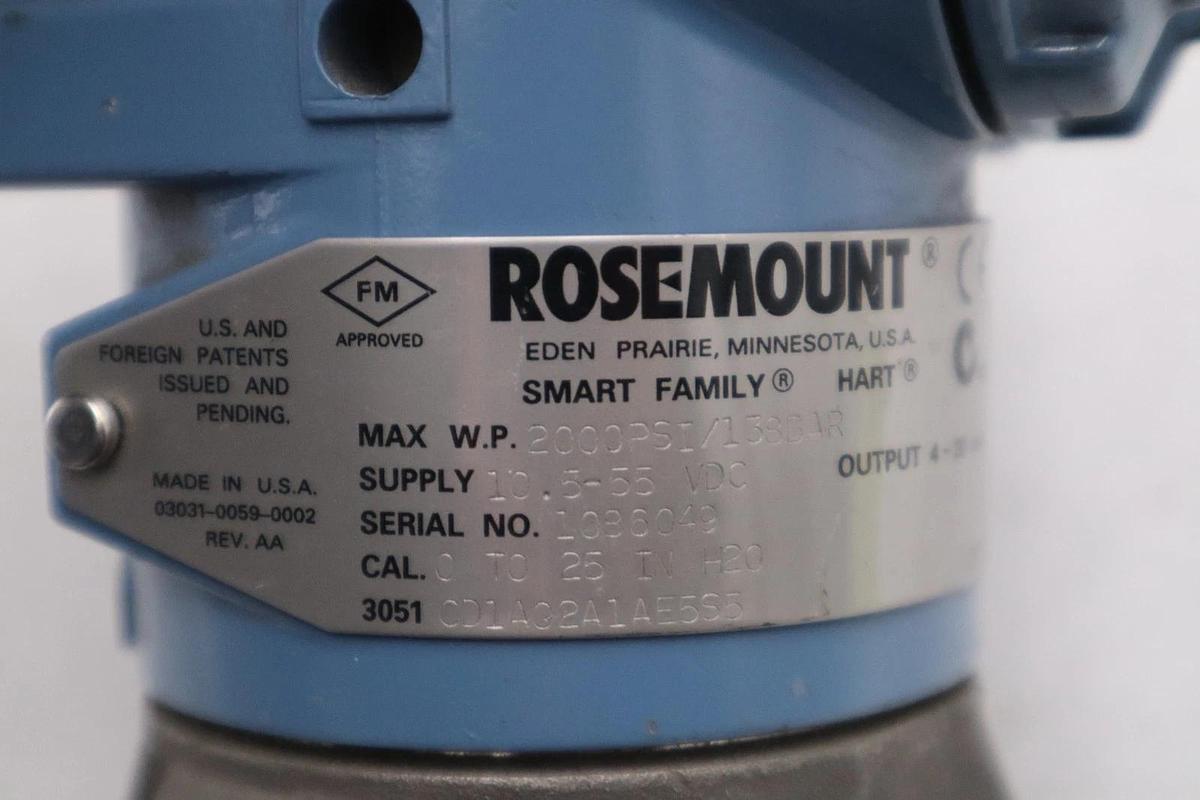 U.S. AND
FOREIGN PATENTS
ISSUED AND
PENDING.
MADE IN U.S.A.
03031-0059-0002
REV. AA
FM
APPROVED
ROSEMOUNT®
EDEN PRAIRIE, MINNESOTA, U.S.A.
SMART FAMILY® HART®
MAX W.P. 2000PSI/138BAR
SUPPLY 10.5-55 VDC
OUTPUT 4-20
SERIAL NO. 1086049
CAL. 0 TO 25 IN H2O
3051 CD1A02A1AE5S5